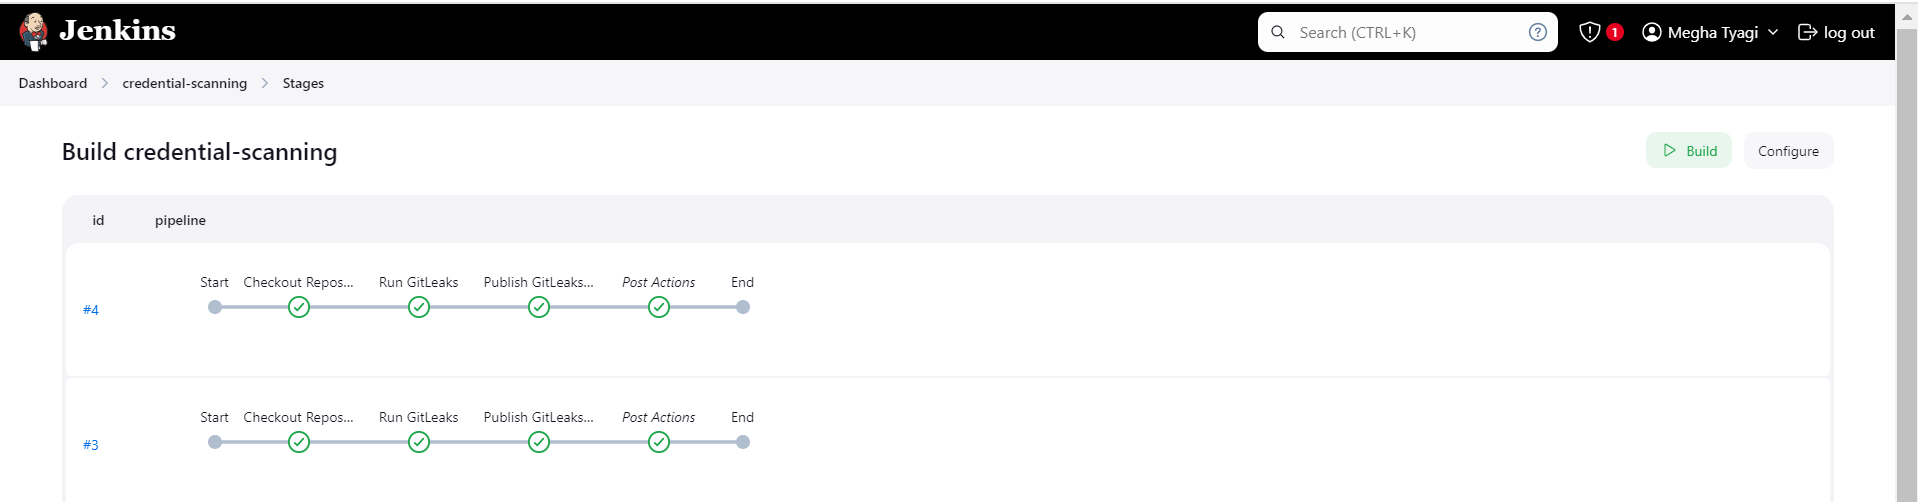 Jenkins
Search (CTRL+K)
?
1
Megha Tyagi
log out
Dashboard > credential-scanning > Stages
Build credential-scanning
Build
Configure
id pipeline
Start Checkout Repos... Run GitLeaks Publish GitLeaks... Post Actions End
#4
Start Checkout Repos... Run GitLeaks Publish GitLeaks... Post Actions End
#3